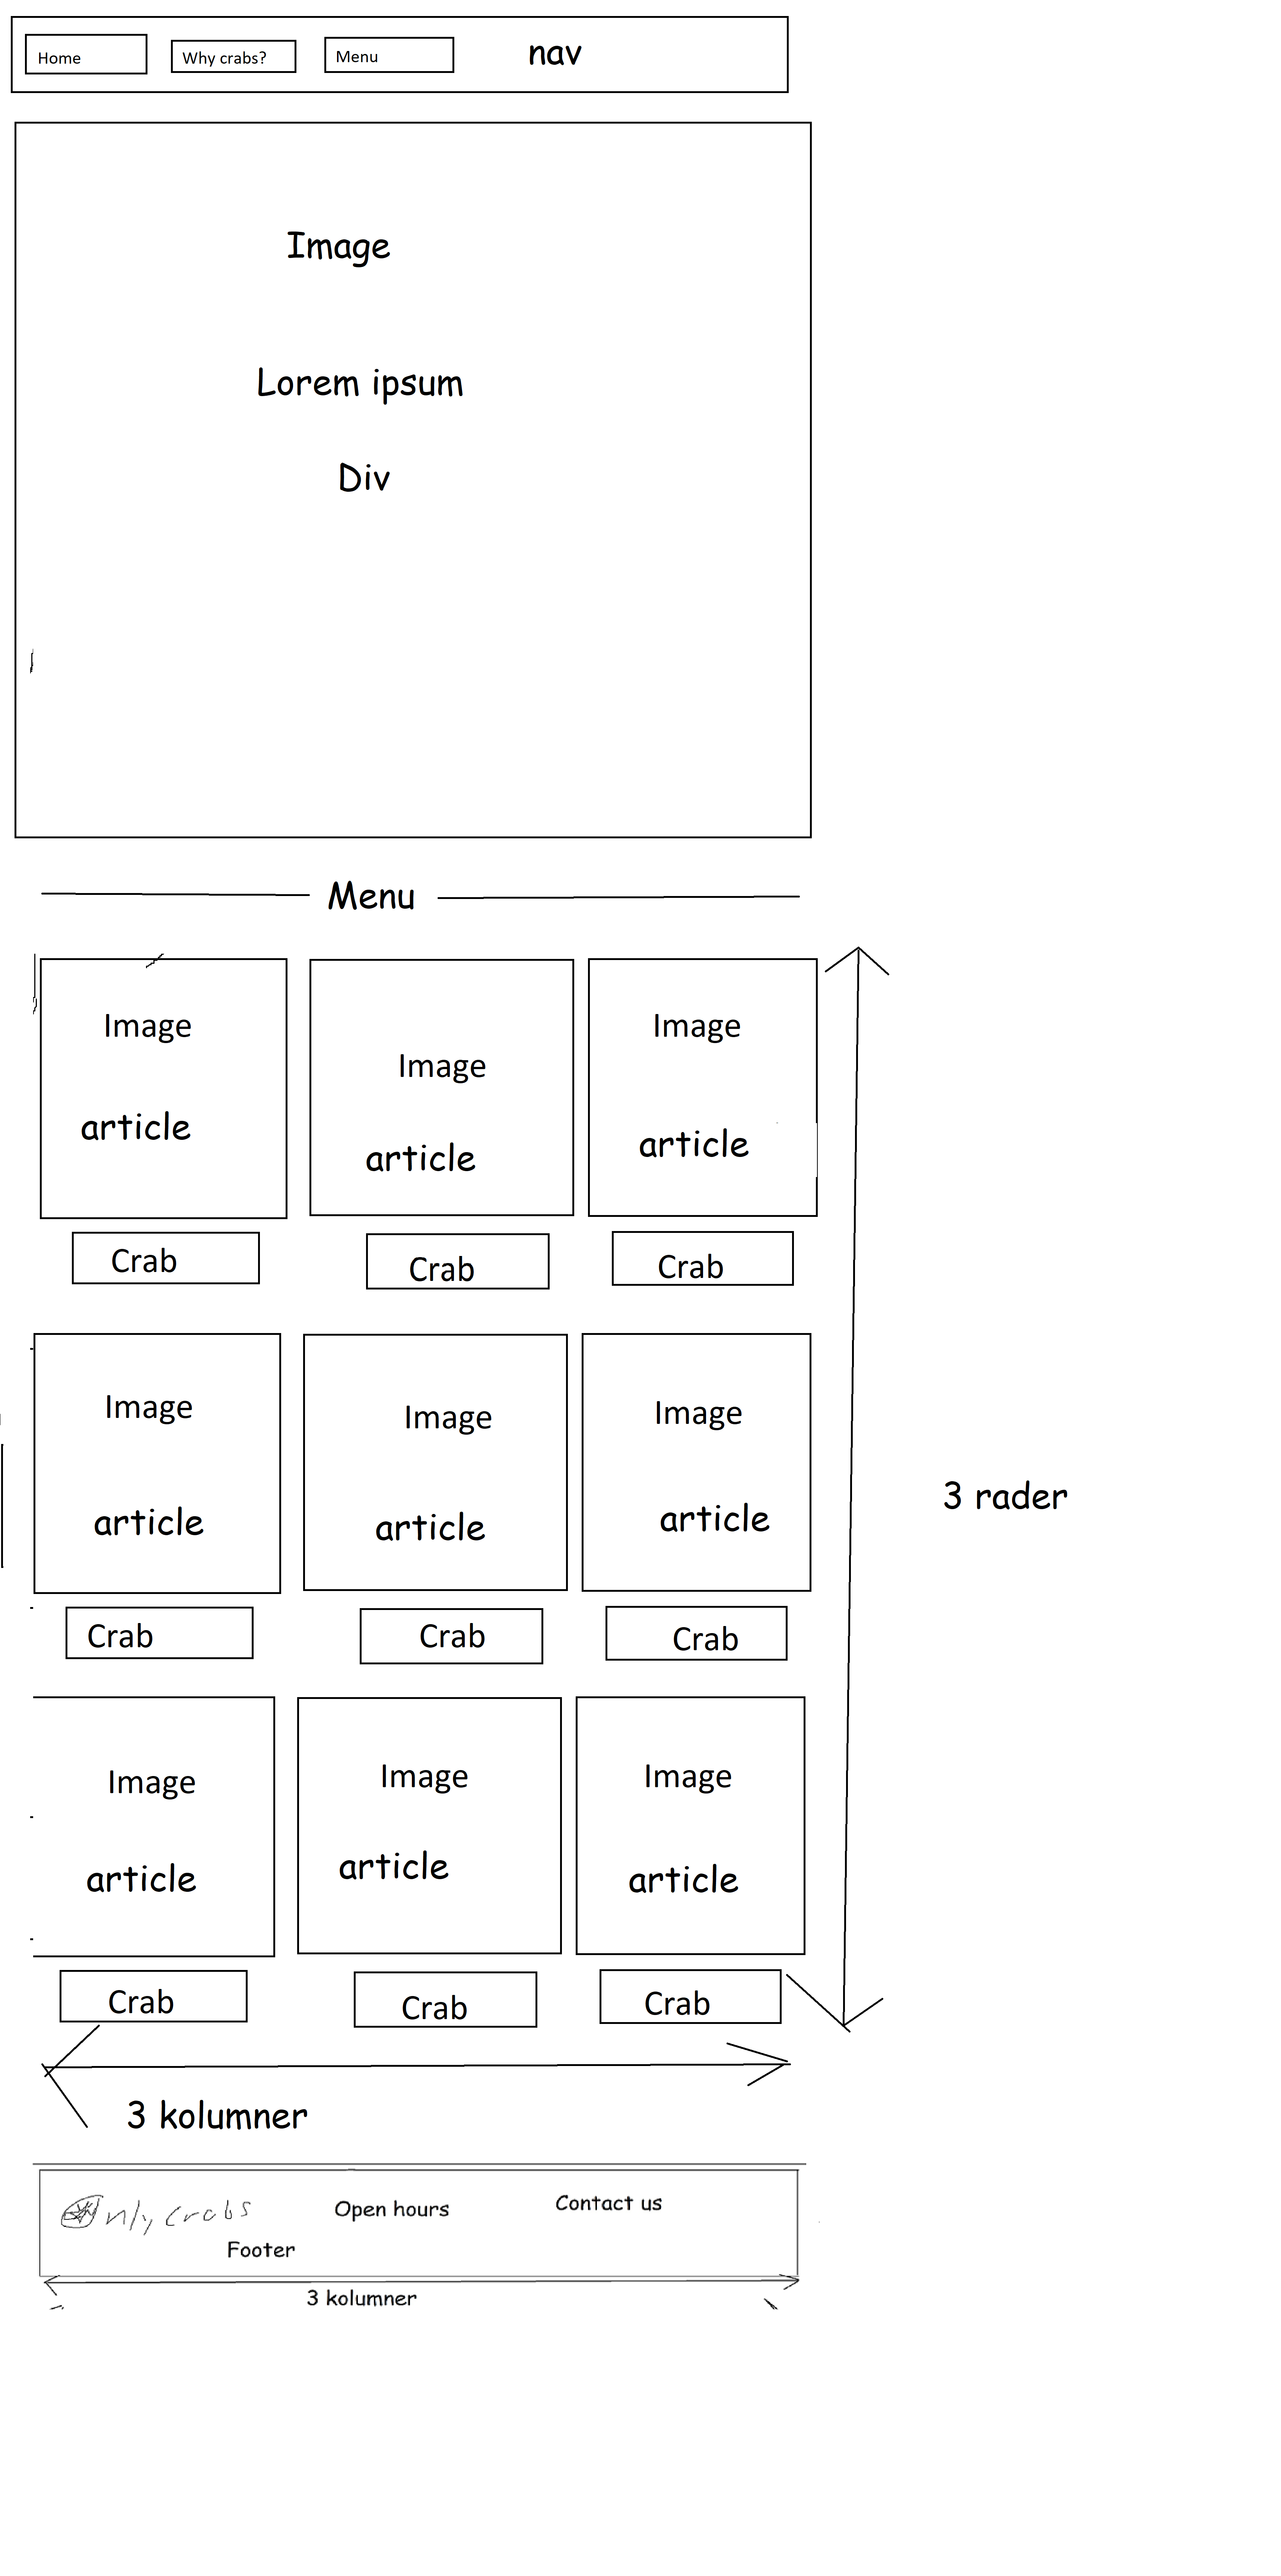 Home Why crabs? Menu nav
Image
Lorem ipsum
Div
Menu
Image Image Image
article article article
Crab Crab Crab
Image Image Image
article article article
3 rader
Crab Crab Crab
Image Image Image
article article article
Crab Crab Crab
3 kolumner
Onlycrabs Open hours Contact us
Footer
3 kolumner